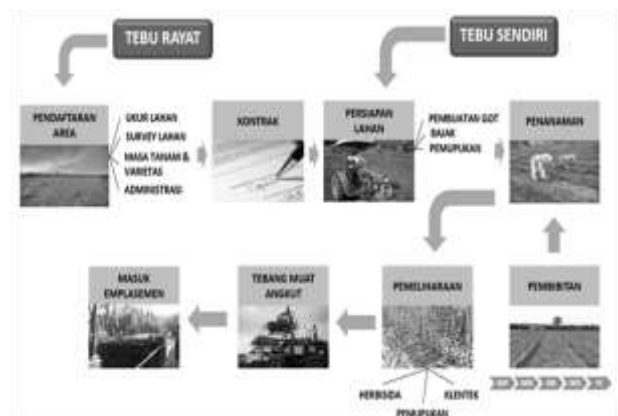 TEBU RAYAT
TEBU SENDIRI
PENDAFTARAN
AREA
UKUR LAHAN
SURVEY LAHAN
MASA TANAM &
VARIETAS
ADMINISTRASI
KONTRAK
PERSIAPAN
LAHAN
PEMBUATAN GOT
BAJAK
PEMUPUKAN
PENANAMAN
MASUK
EMPLASEMEN
TEBANG MUAT
ANGKUT
PEMELIHARAAN
PEMBIBITAN
HERBISIDA
KLENTEK
PEMUPUKAN